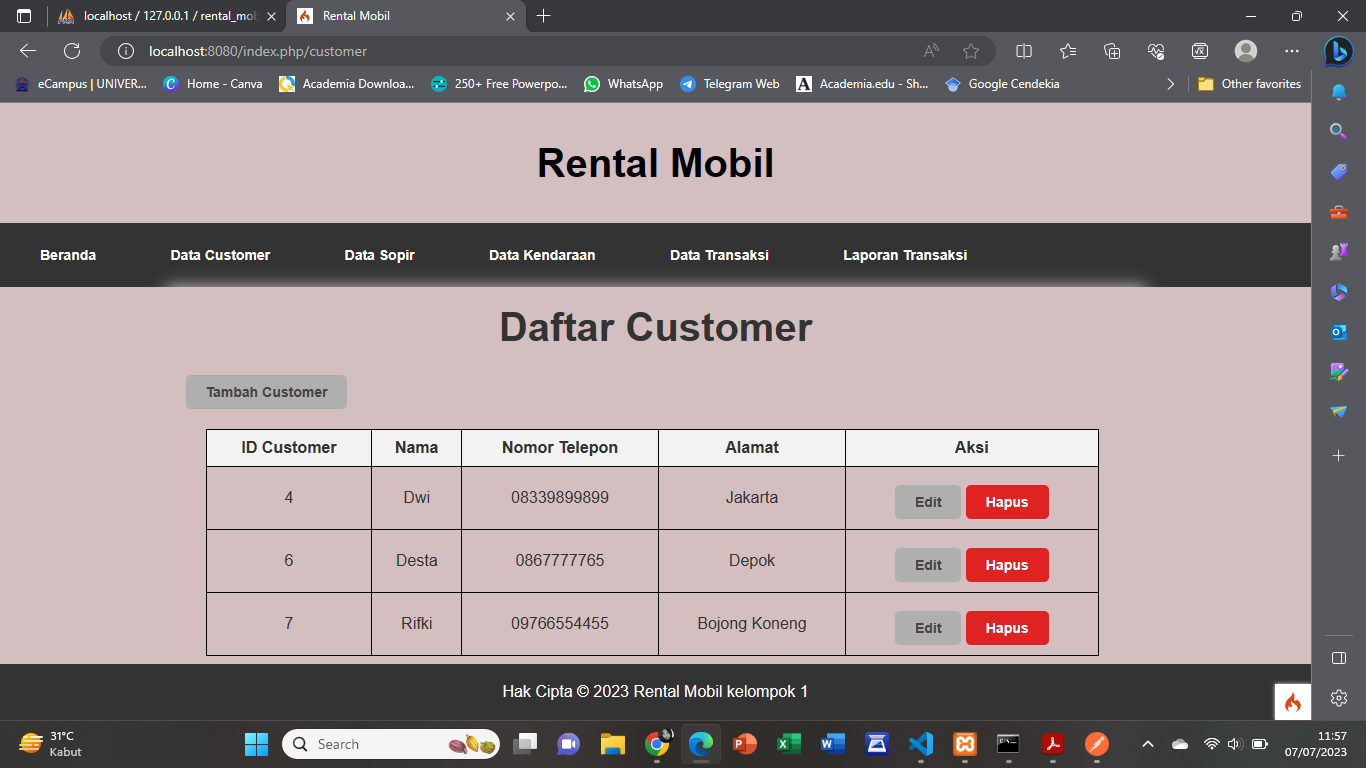 localhost / 127.0.0.1 / rental_mob
Rental Mobil
localhost:8080/index.php/customer
eCampus | UNIVER...
Home - Canva
Academia Downloa...
250+ Free Powerpo...
WhatsApp
Telegram Web
Academia.edu - Sh...
Google Cendekia
Other favorites
Rental Mobil
Beranda
Data Customer
Data Sopir
Data Kendaraan
Data Transaksi
Laporan Transaksi
Daftar Customer
Tambah Customer
ID Customer Nama Nomor Telepon Alamat Aksi
4 Dwi 08339899899 Jakarta Edit Hapus
6 Desta 0867777765 Depok Edit Hapus
7 Rifki 09766554455 Bojong Koneng Edit Hapus
Hak Cipta © 2023 Rental Mobil kelompok 1
31°C
Kabut
Search
11:57
07/07/2023